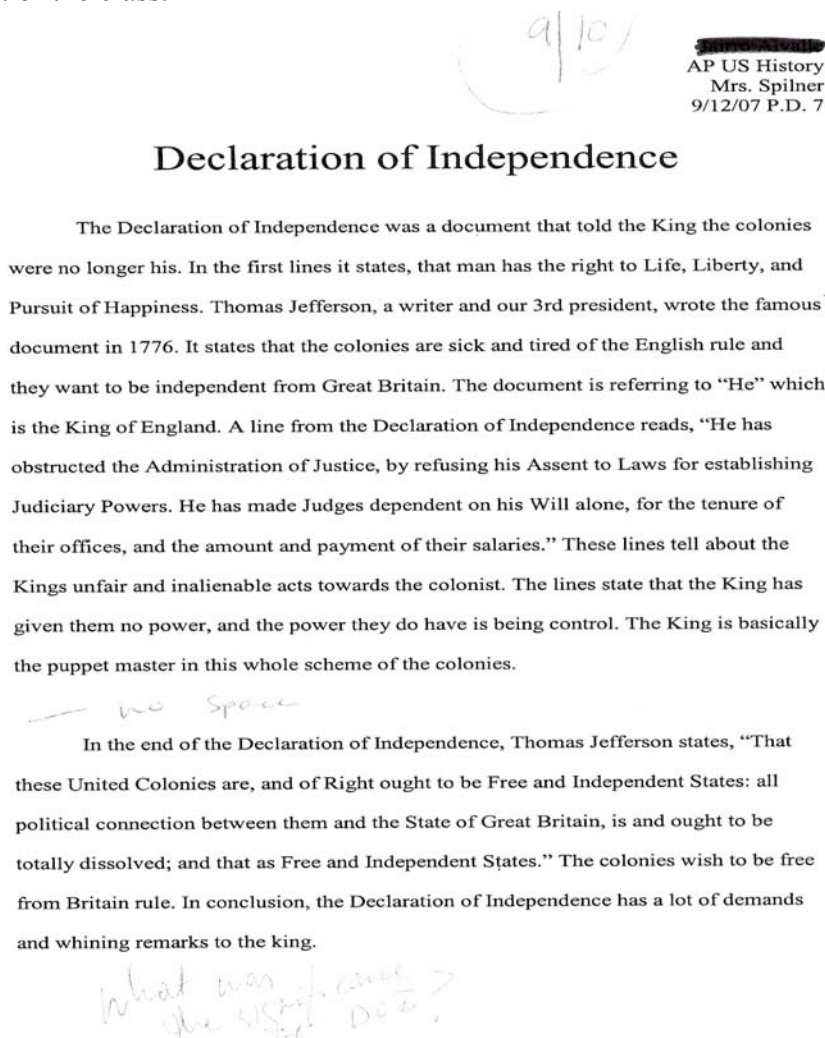 9/10
AP US History
Mrs. Spilner
9/12/07 P.D. 7
Declaration of Independence
The Declaration of Independence was a document that told the King the colonies
were no longer his. In the first lines it states, that man has the right to Life, Liberty, and
Pursuit of Happiness. Thomas Jefferson, a writer and our 3rd president, wrote the famous
document in 1776. It states that the colonies are sick and tired of the English rule and
they want to be independent from Great Britain. The document is referring to “He” which
is the King of England. A line from the Declaration of Independence reads, “He has
obstructed the Administration of Justice, by refusing his Assent to Laws for establishing
Judiciary Powers. He has made Judges dependent on his Will alone, for the tenure of
their offices, and the amount and payment of their salaries.” These lines tell about the
Kings unfair and inalienable acts towards the colonist. The lines state that the King has
given them no power, and the power they do have is being control. The King is basically
the puppet master in this whole scheme of the colonies.
— no space
In the end of the Declaration of Independence, Thomas Jefferson states, “That
these United Colonies are, and of Right ought to be Free and Independent States: all
political connection between them and the State of Great Britain, is and ought to be
totally dissolved; and that as Free and Independent States.” The colonies wish to be free
from Britain rule. In conclusion, the Declaration of Independence has a lot of demands
and whining remarks to the king.
What was
the significance
DOI?